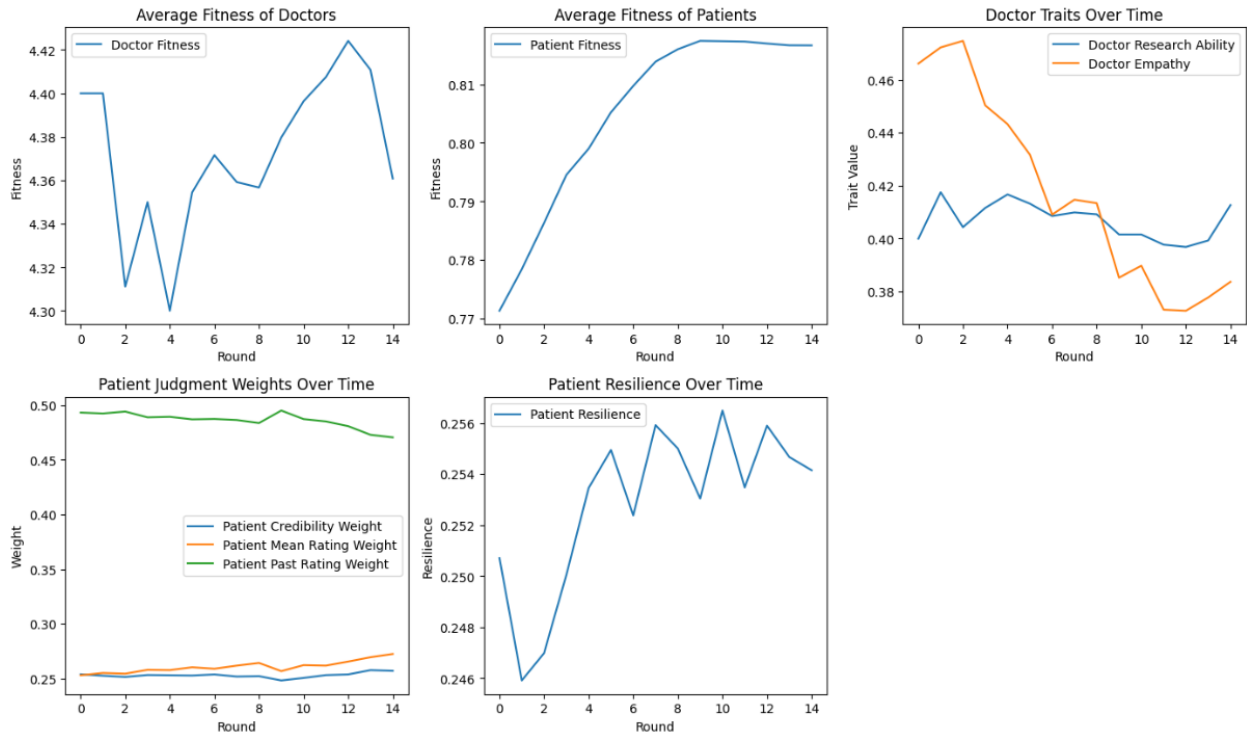 Average Fitness of Doctors
Doctor Fitness
4.42
4.40
4.38
4.36
4.34
4.32
4.30
Fitness
0 2 4 6 8 10 12 14
Round
Average Fitness of Patients
Patient Fitness
0.81
0.80
0.79
0.78
0.77
Fitness
0 2 4 6 8 10 12 14
Round
Doctor Traits Over Time
Doctor Research Ability
Doctor Empathy
0.46
0.44
0.42
0.40
0.38
Trait Value
0 2 4 6 8 10 12 14
Round
Patient Judgment Weights Over Time
0.50
0.45
0.40
0.35
0.30
0.25
Weight
Patient Credibility Weight
Patient Mean Rating Weight
Patient Past Rating Weight
0 2 4 6 8 10 12 14
Round
Patient Resilience Over Time
Patient Resilience
0.256
0.254
0.252
0.250
0.248
0.246
Resilience
0 2 4 6 8 10 12 14
Round